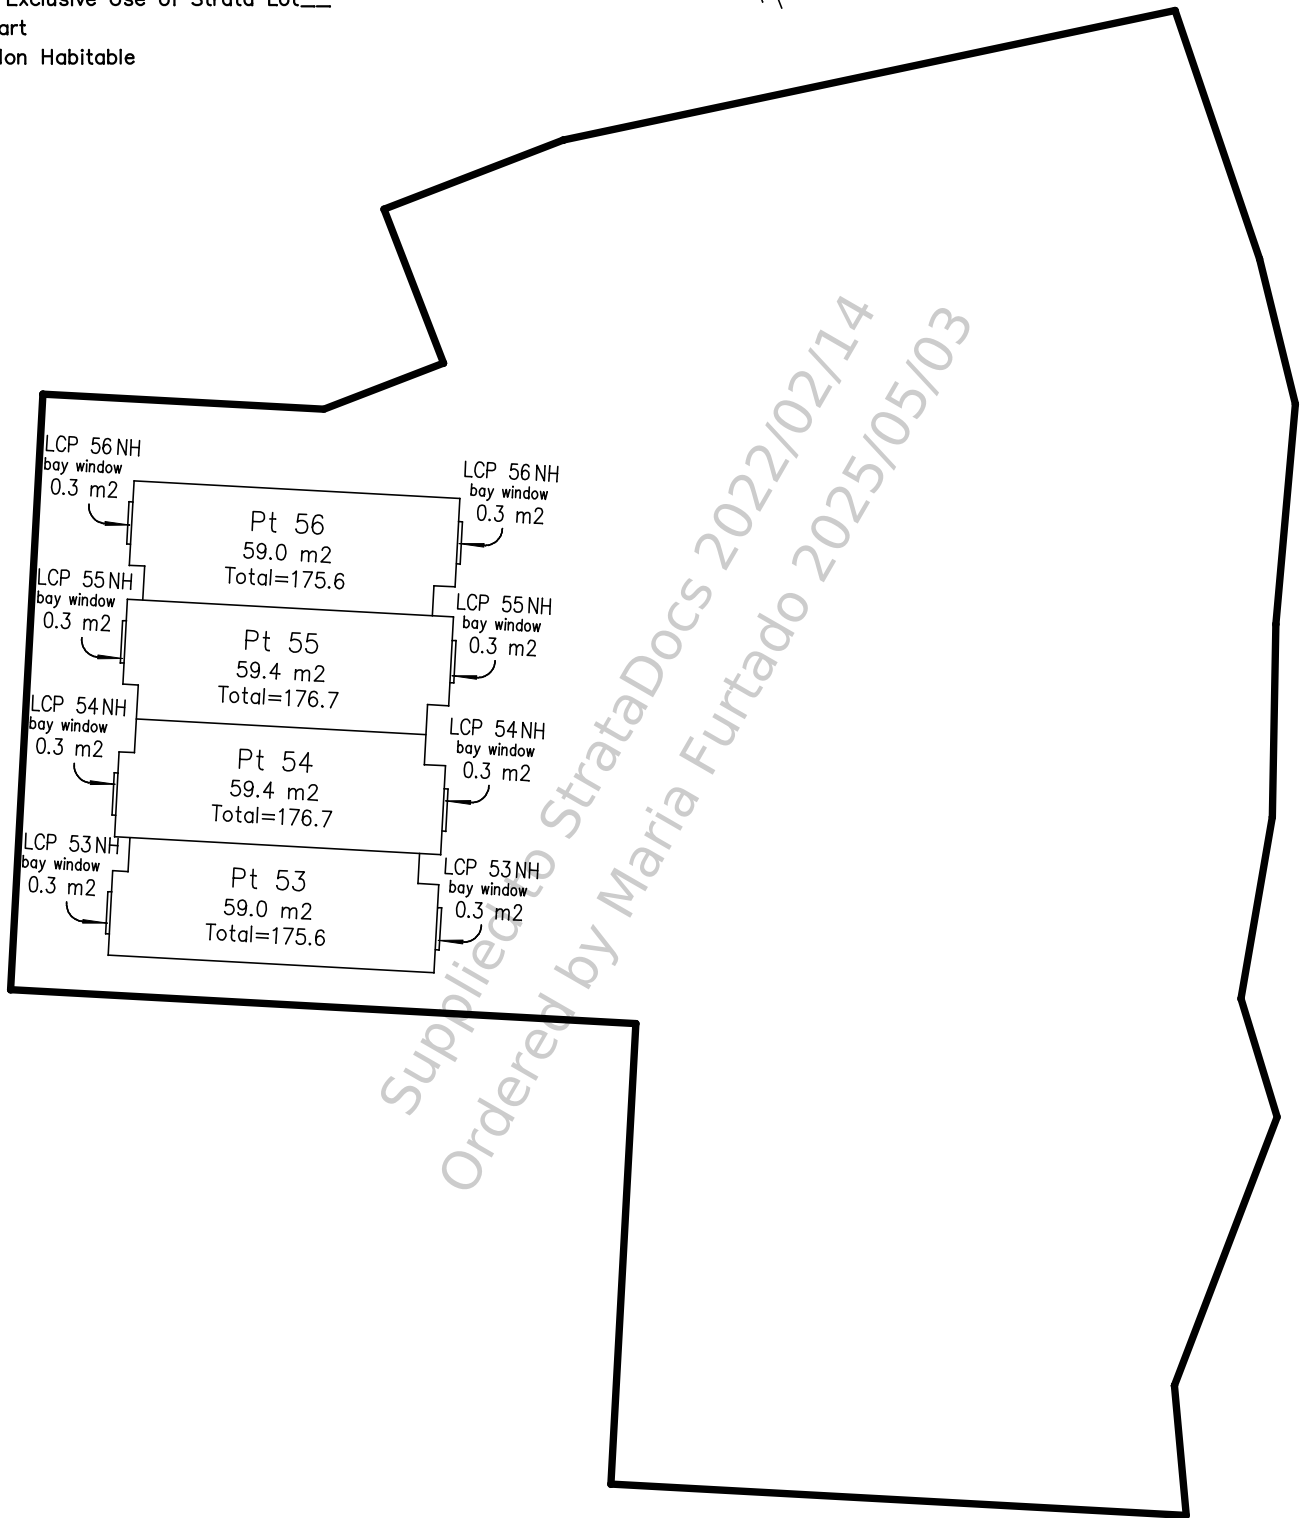 Exclusive Use of Strata Lot__
art
Non Habitable
LCP 56 NH
bay window
0.3 m2
LCP 56 NH
bay window
0.3 m2
Pt 56
59.0 m2
Total=175.6
LCP 55 NH
bay window
0.3 m2
LCP 55 NH
bay window
0.3 m2
Pt 55
59.4 m2
Total=176.7
LCP 54 NH
bay window
0.3 m2
LCP 54 NH
bay window
0.3 m2
Pt 54
59.4 m2
Total=176.7
LCP 53 NH
bay window
0.3 m2
LCP 53 NH
bay window
0.3 m2
Pt 53
59.0 m2
Total=175.6
Supplied to StrataDocs 2022/02/14
Ordered by Maria Furtado 2025/05/03